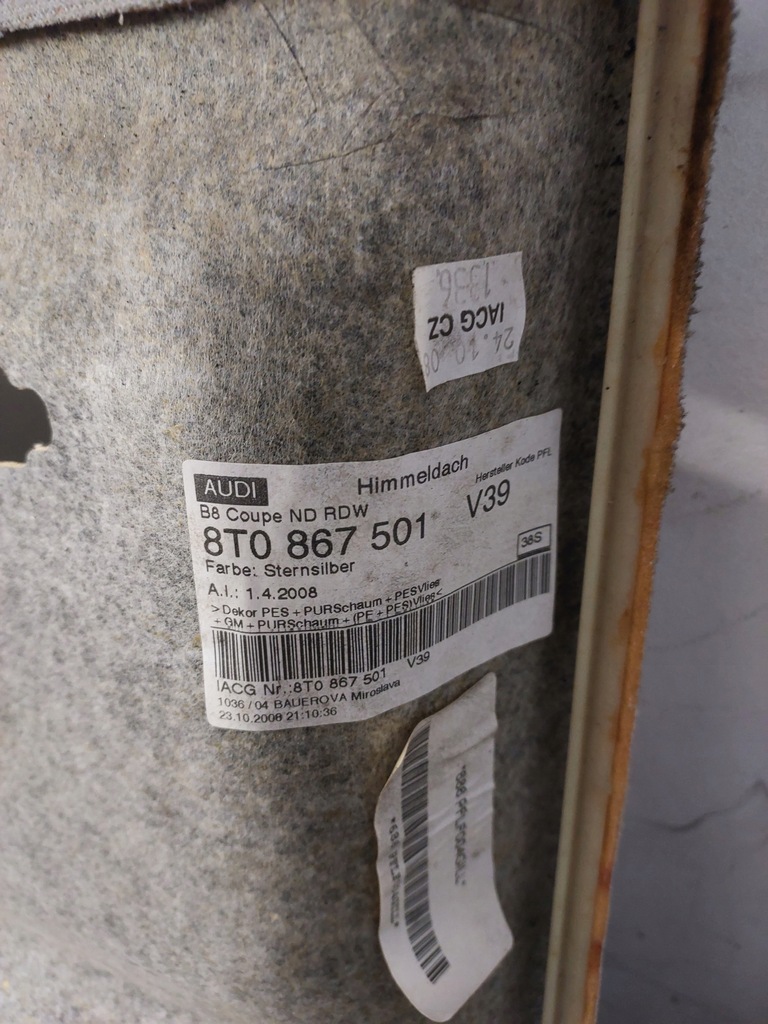 1336
IACG CZ
24.10.08
AUDI
Himmeldach
Hersteller Kode PFL
B8 Coupe ND RDW
V39
8T0 867 501
38S
Farbe: Sternsilber
A.I.: 1.4.2008
>Dekor PES + PURSchaum + PESVlies
+ GM + PURSchaum + (PE + PES)Vlies<
IACG Nr.:8T0 867 501 V39
1036 / 04 BAUEROVA Miroslava
23.10.2008 21:10:36